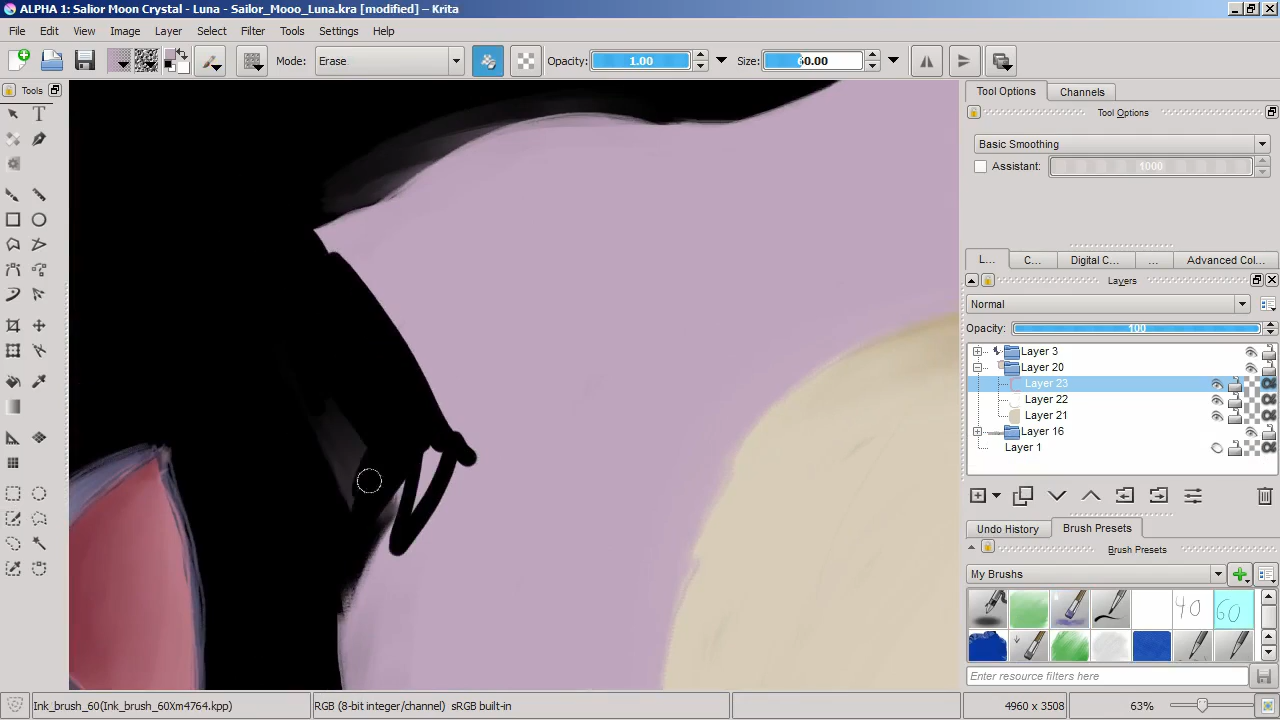 ALPHA 1: Salior Moon Crystal - Luna - Sailor_Mooo_Luna.kra [modified] – Krita
File Edit View Image Layer Select Filter Tools Settings Help
Mode: Erase Opacity: 1.00 Size: 60.00
Tools
Tool Options Channels
Tool Options
Basic Smoothing
Assistant: 1000
L... C... Digital C... ... Advanced Col...
Layers
Normal
Opacity: 100
Layer 3
Layer 20
Layer 23
Layer 22
Layer 21
Layer 16
Layer 1
Undo History Brush Presets
Brush Presets
My Brushes
40 60
Enter resource filters here
Ink_brush_60(Ink_brush_60Xm4764.kpp) RGB (8-bit integer/channel) sRGB built-in 4960 x 3508 63%